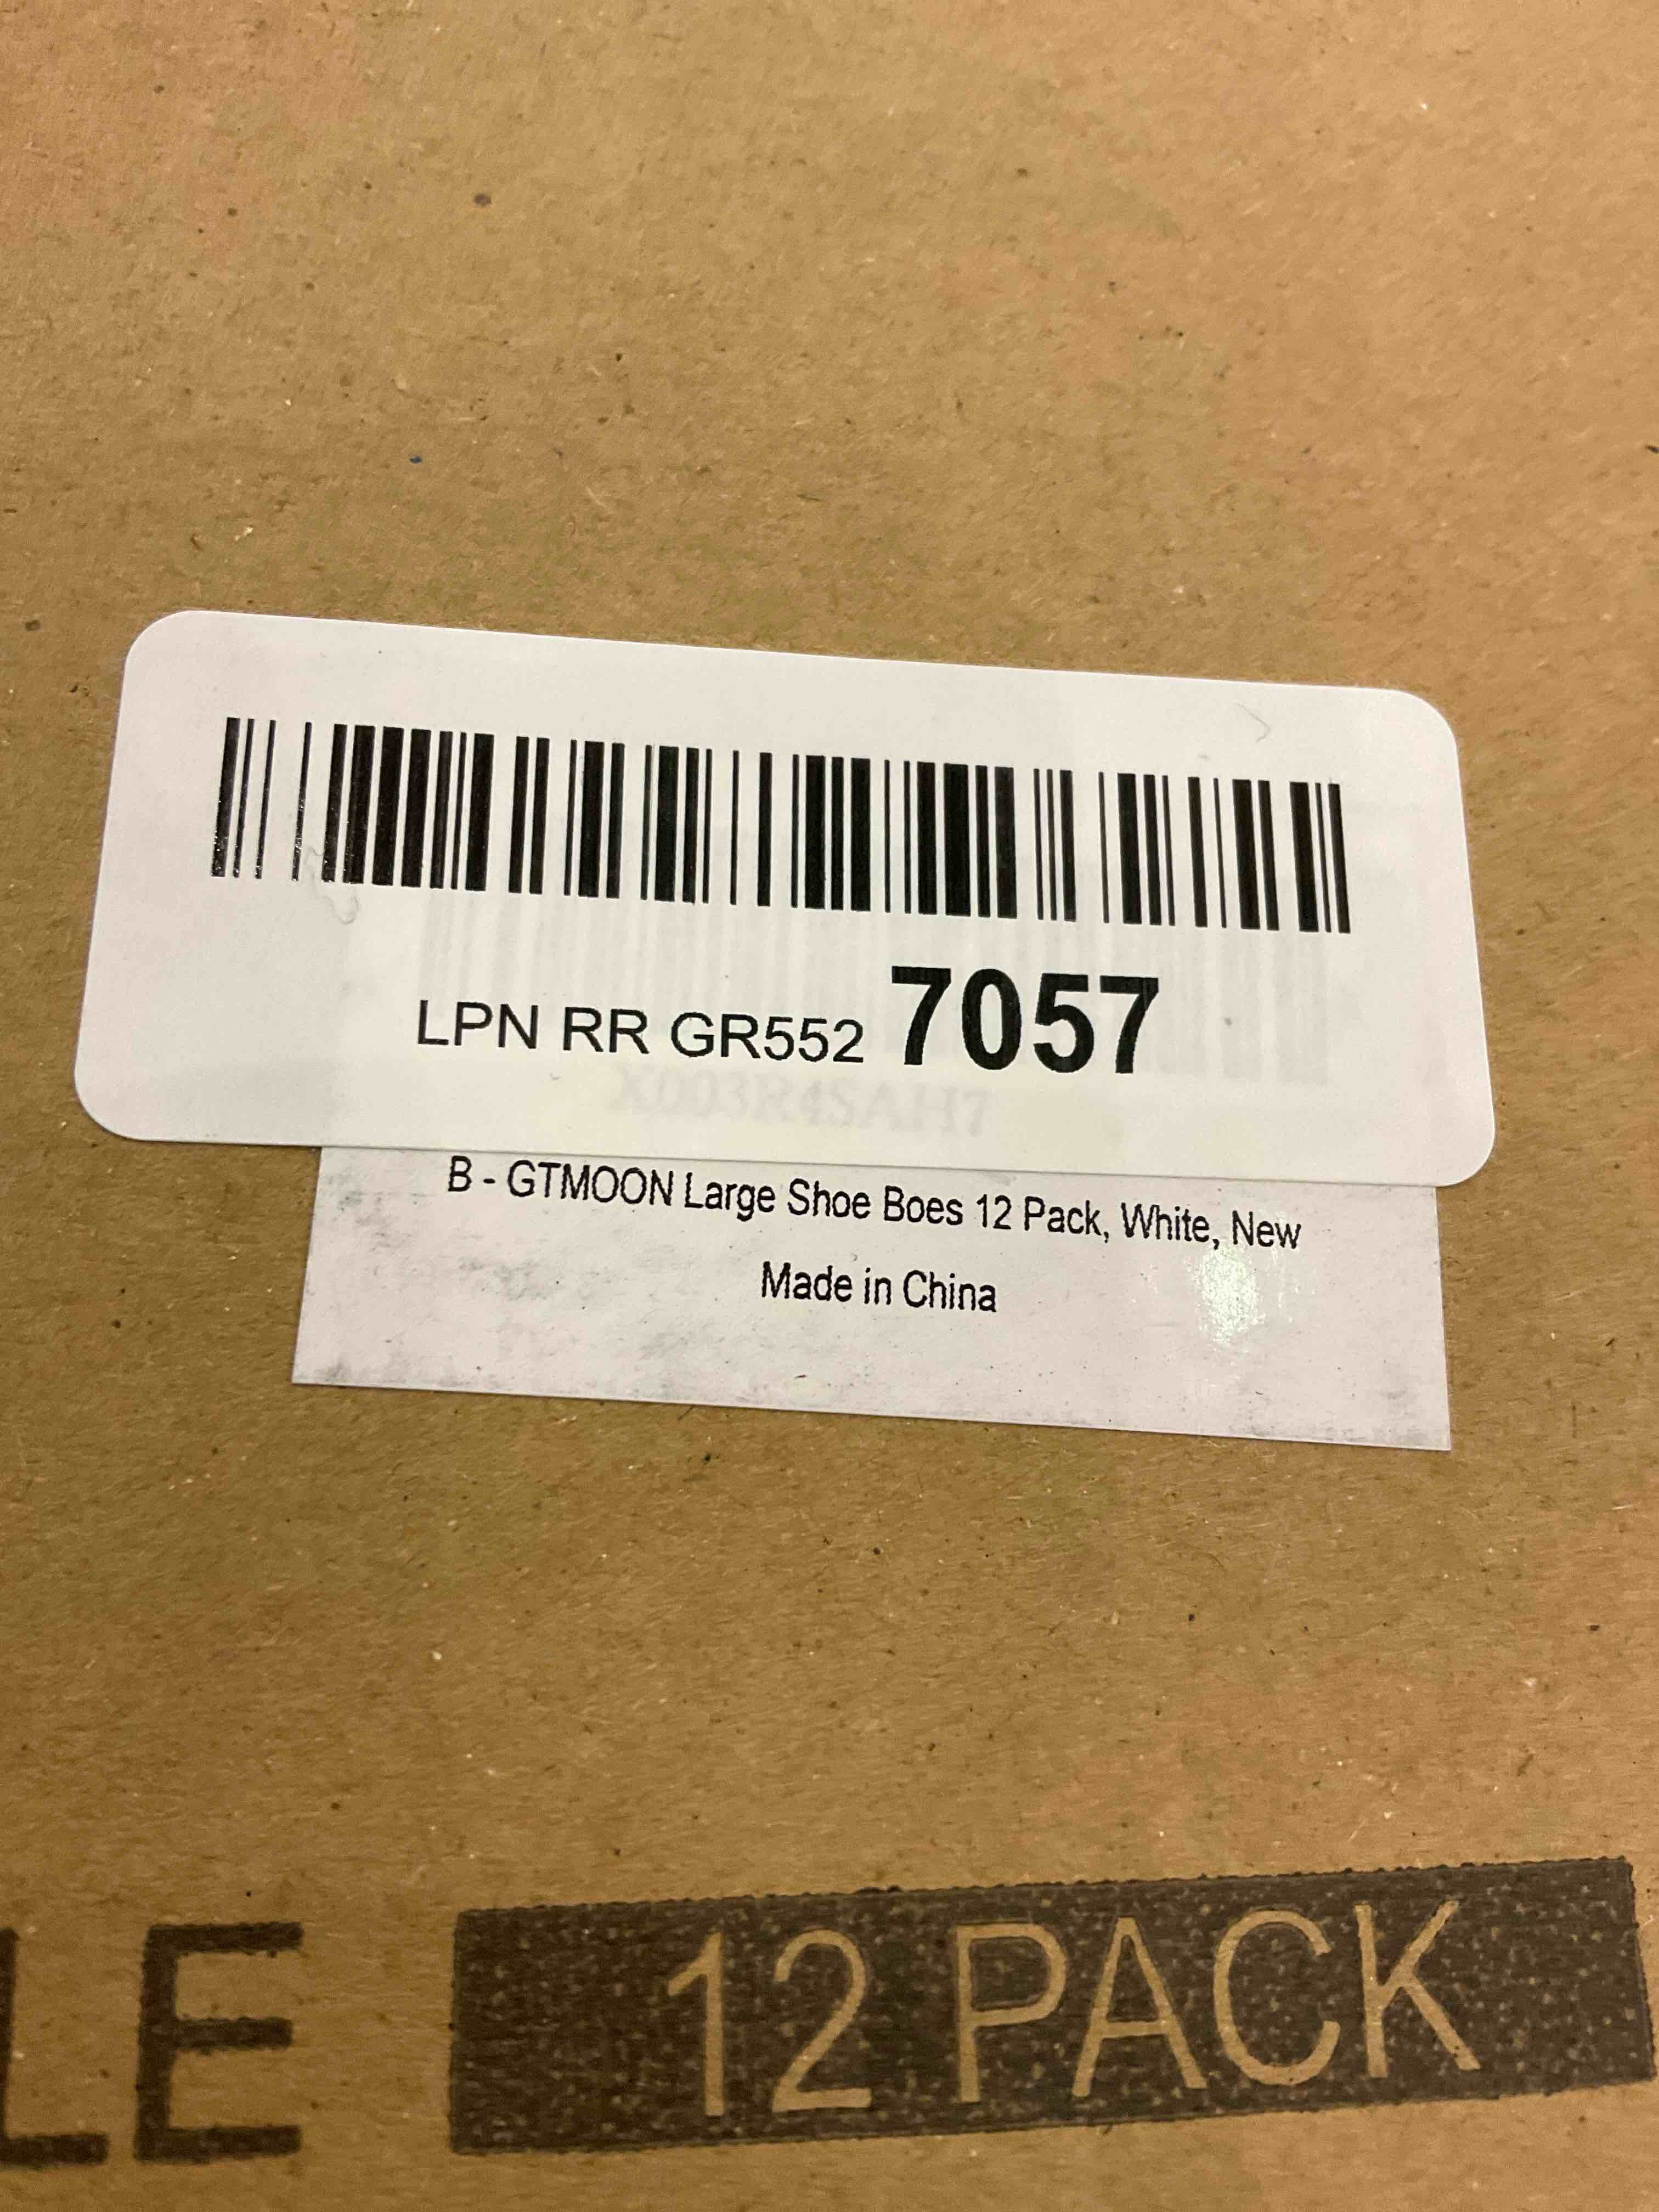 LPN RR GR552 7057
X003R4SAH7
B - GTMOON Large Shoe Boes 12 Pack, White, New
Made in China
LE 12 PACK